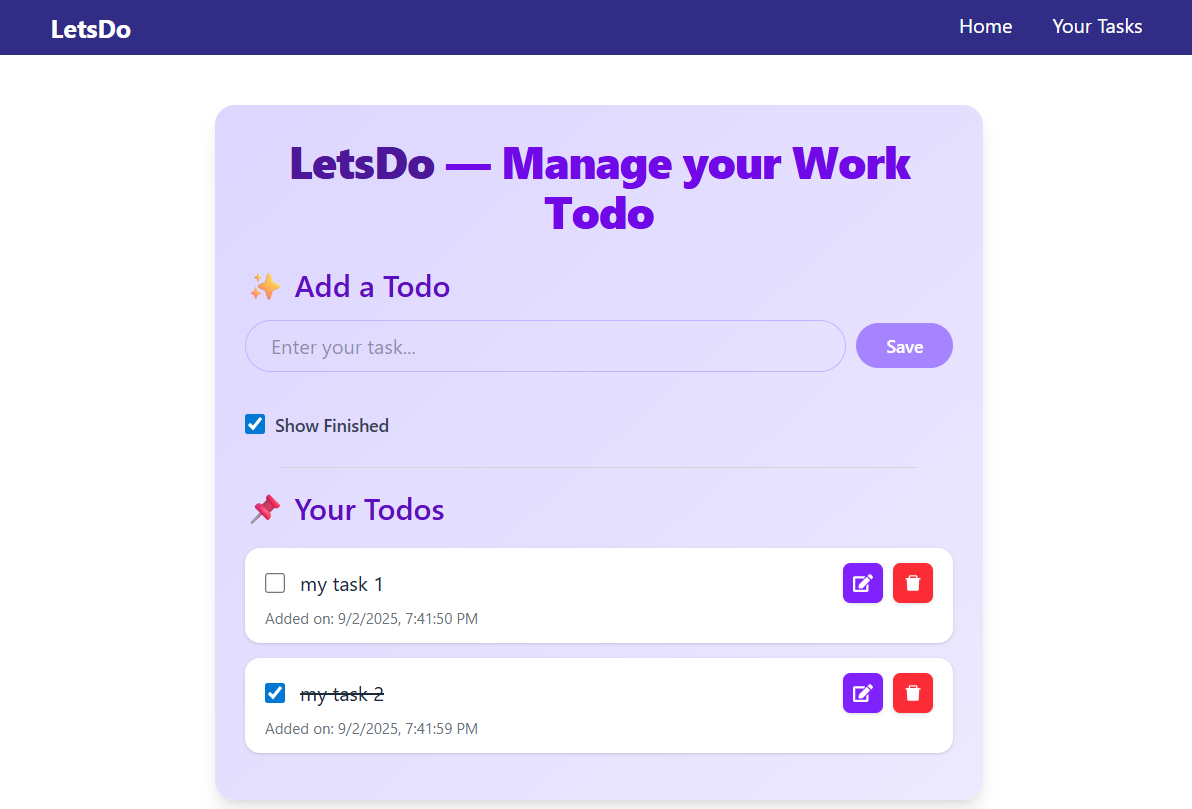 LetsDo
Home
Your Tasks
LetsDo — Manage your Work
Todo
✨ Add a Todo
Enter your task...
Save
Show Finished
📌 Your Todos
my task 1
Added on: 9/2/2025, 7:41:50 PM
my task 2
Added on: 9/2/2025, 7:41:59 PM